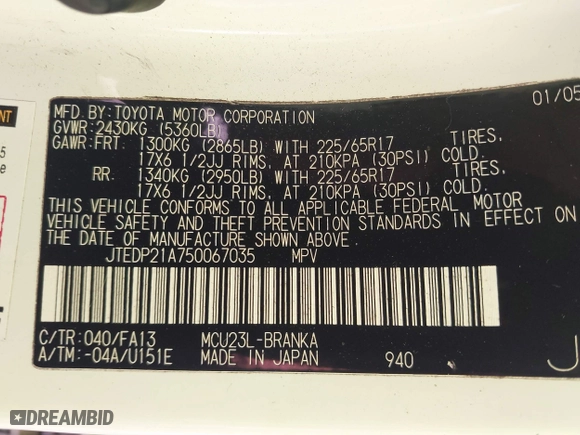 NT
5
e
MFD. BY: TOYOTA MOTOR CORPORATION 01/05
GVWR: 2430KG (5360LB)
GAWR: FRT. 1300KG (2865LB) WITH 225/65R17 TIRES,
17X6 1/2JJ RIMS, AT 210KPA (30PSI) COLD.
RR. 1340KG (2950LB) WITH 225/65R17 TIRES,
17X6 1/2JJ RIMS, AT 210KPA (30PSI) COLD.
THIS VEHICLE CONFORMS TO ALL APPLICABLE FEDERAL MOTOR
VEHICLE SAFETY AND THEFT PREVENTION STANDARDS IN EFFECT ON
THE DATE OF MANUFACTURE SHOWN ABOVE.
JTEDP21A750067035 MPV
C/TR: 040/FA13 MCU23L-BRANKA
A/TM: -04A/U151E MADE IN JAPAN 940 J
DREAMBID